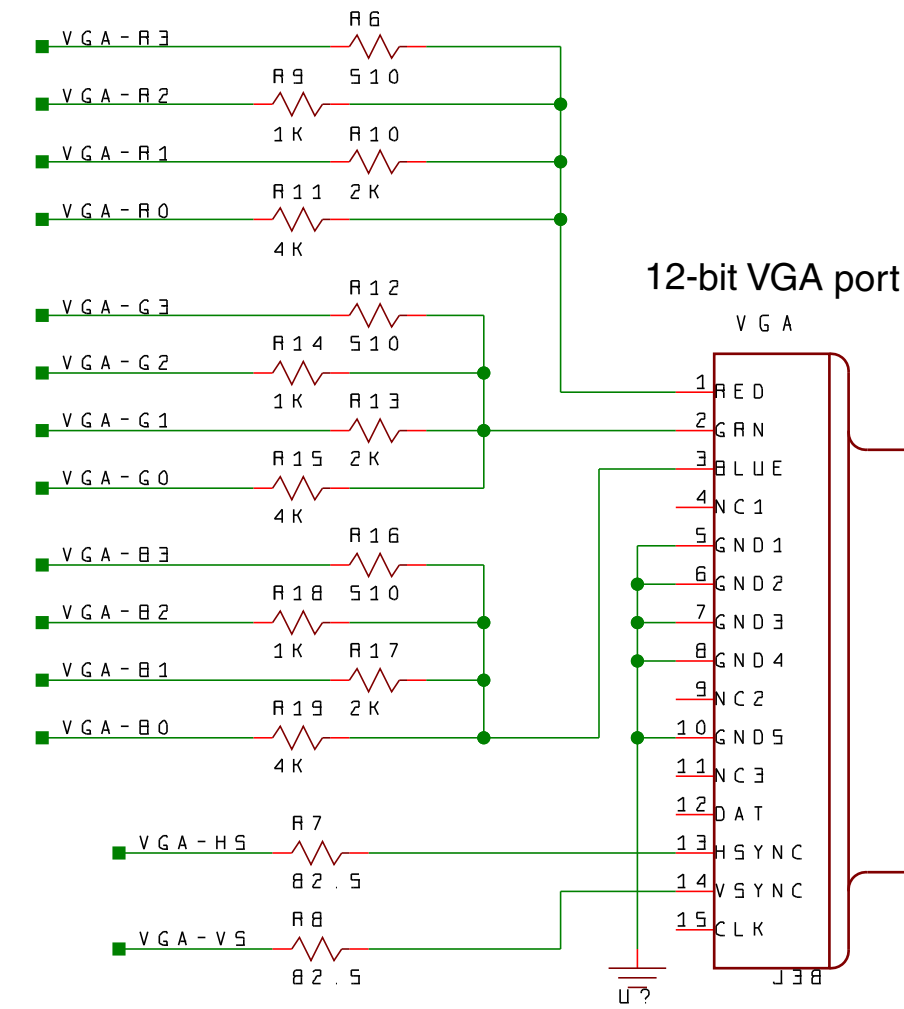 VGA-R3
R6
510
VGA-R2
R9
1K
VGA-R1
R10
2K
VGA-R0
R11
4K
VGA-G3
R12
510
VGA-G2
R14
1K
VGA-G1
R13
2K
VGA-G0
R15
4K
VGA-B3
R16
510
VGA-B2
R18
1K
VGA-B1
R17
2K
VGA-B0
R19
4K
VGA-HS
R7
82.5
VGA-VS
R8
82.5
12-bit VGA port
VGA
1 RED
2 GRN
3 BLUE
4 NC1
5 GND1
6 GND2
7 GND3
8 GND4
9 NC2
10 GND5
11 NC3
12 DAT
13 HSYNC
14 VSYNC
15 CLK
BEL
U?